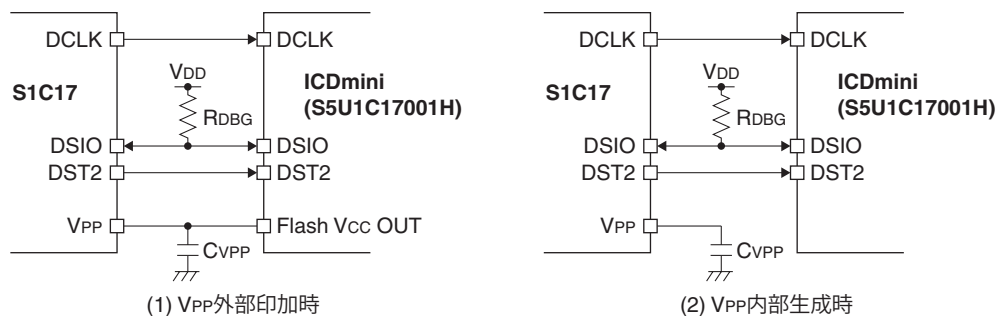 DCLK
DCLK
VDD
S1C17
ICDmini
(S5U1C17001H)
RDBG
DSIO
DSIO
DST2
DST2
VPP
Flash VCC OUT
CVPP
(1) VPP外部印加時
DCLK
DCLK
VDD
S1C17
ICDmini
(S5U1C17001H)
RDBG
DSIO
DSIO
DST2
DST2
VPP
CVPP
(2) VPP内部生成時